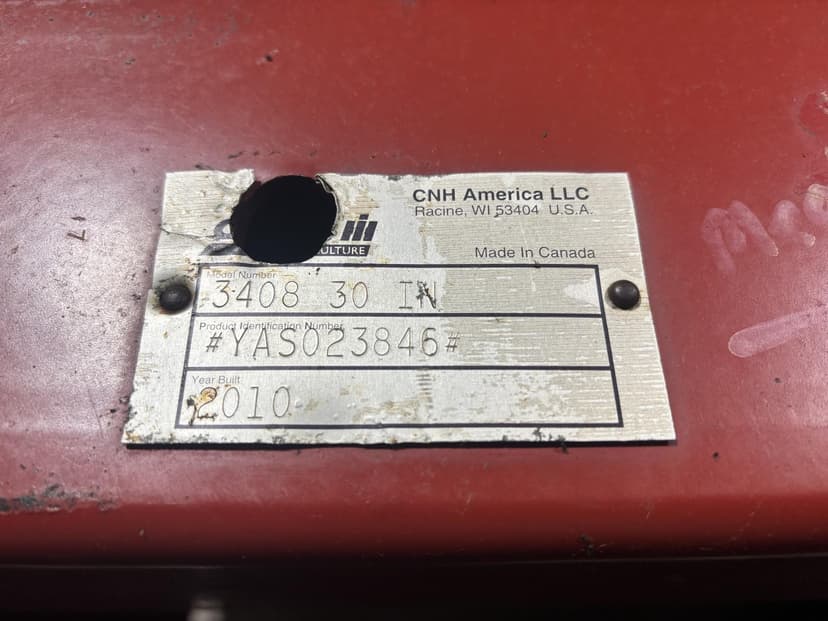 CNH America LLC
Racine, WI 53404 U.S.A.
Made In Canada
Model Number
3408 30 IN
Product Identification Number
#YAS023846#
Year Built
2010